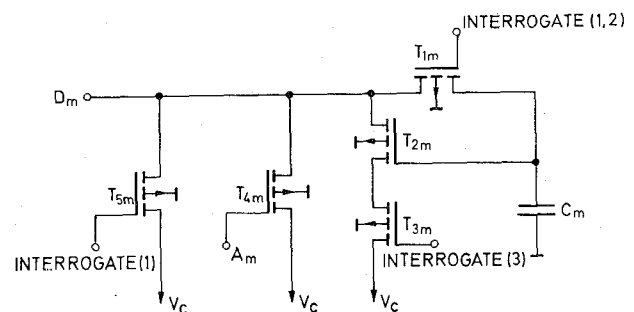 INTERROGATE (1,2)
T1m
Dm
T2m
T5m
T4m
T3m
Cm
INTERROGATE(1)
Am
INTERROGATE (3)
Vc
Vc
Vc